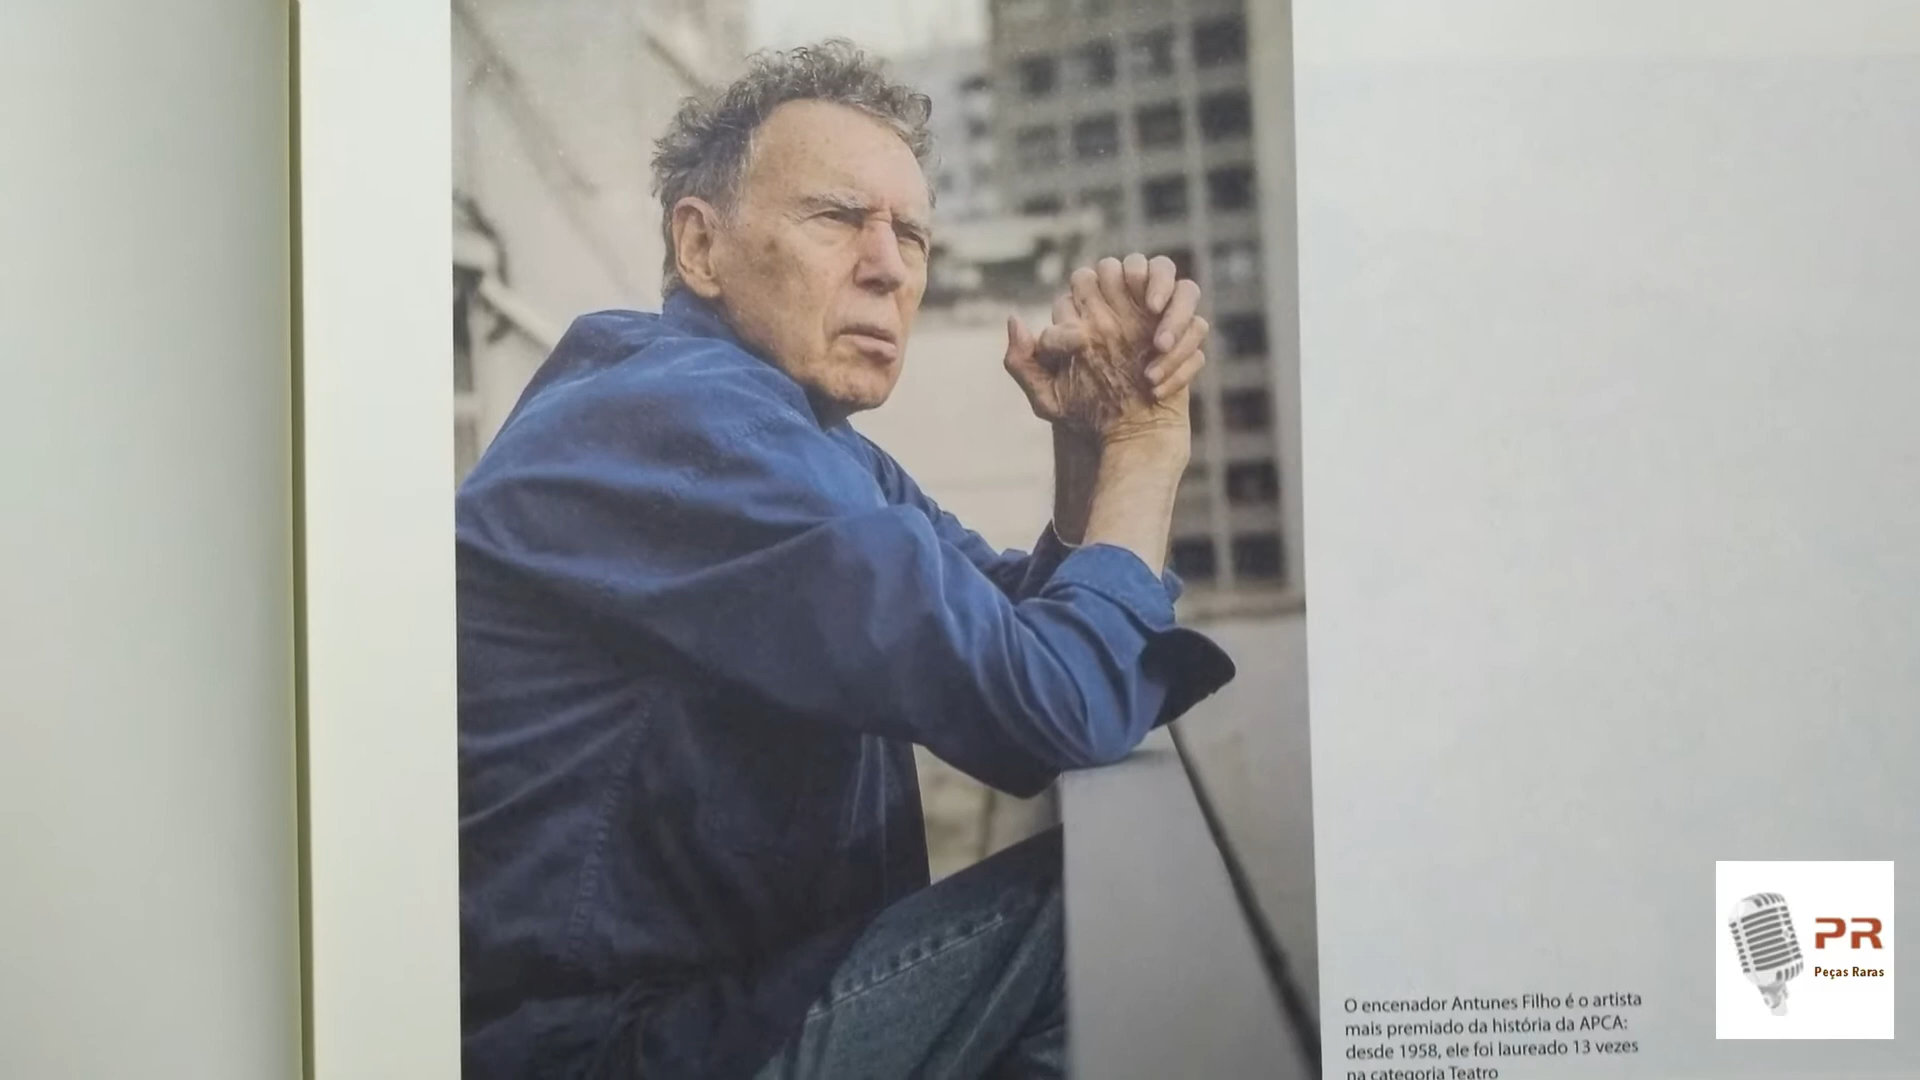 O encenador Antunes Filho é o artista
mais premiado da história da APCA:
desde 1958, ele foi laureado 13 vezes
na categoria Teatro
PR
Peças Raras